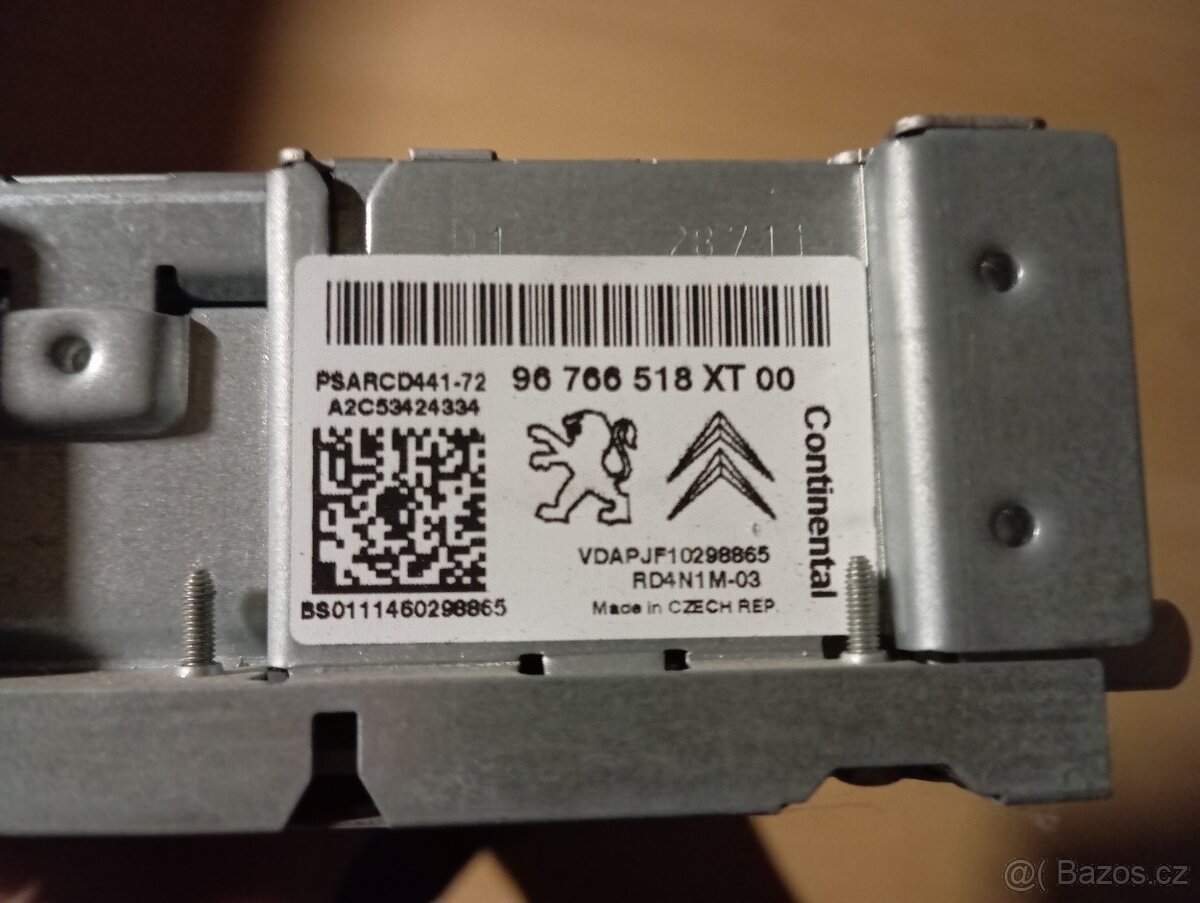 28711
PSARCD441-72
96 766 518 XT 00
A2C53424334
Continental
VDAPJF10298865
RD4N1M-03
BS0111460298865
Made in CZECH REP.
@( Bazos.cz